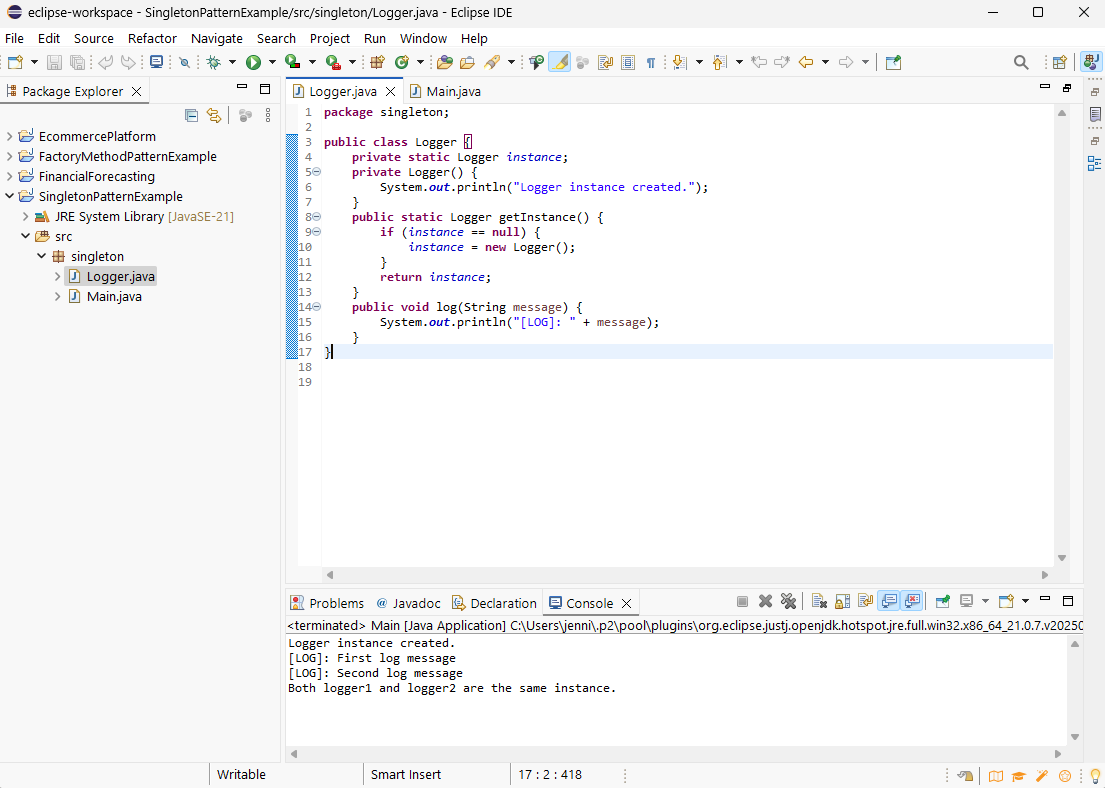 eclipse-workspace - SingletonPatternExample/src/singleton/Logger.java - Eclipse IDE
File Edit Source Refactor Navigate Search Project Run Window Help
Package Explorer
EcommercePlatform
FactoryMethodPatternExample
FinancialForecasting
SingletonPatternExample
JRE System Library [JavaSE-21]
src
singleton
Logger.java
Main.java
Logger.java Main.java
1 package singleton;
2
3 public class Logger {
4     private static Logger instance;
5     private Logger() {
6         System.out.println("Logger instance created.");
7     }
8     public static Logger getInstance() {
9         if (instance == null) {
10             instance = new Logger();
11         }
12         return instance;
13     }
14     public void log(String message) {
15         System.out.println("[LOG]: " + message);
16     }
17 }
18
19
Problems @ Javadoc Declaration Console
<terminated> Main [Java Application] C:\Users\jenni\.p2\pool\plugins\org.eclipse.justj.openjdk.hotspot.jre.full.win32.x86_64_21.0.7.v20250
Logger instance created.
[LOG]: First log message
[LOG]: Second log message
Both logger1 and logger2 are the same instance.
Writable Smart Insert 17 : 2 : 418